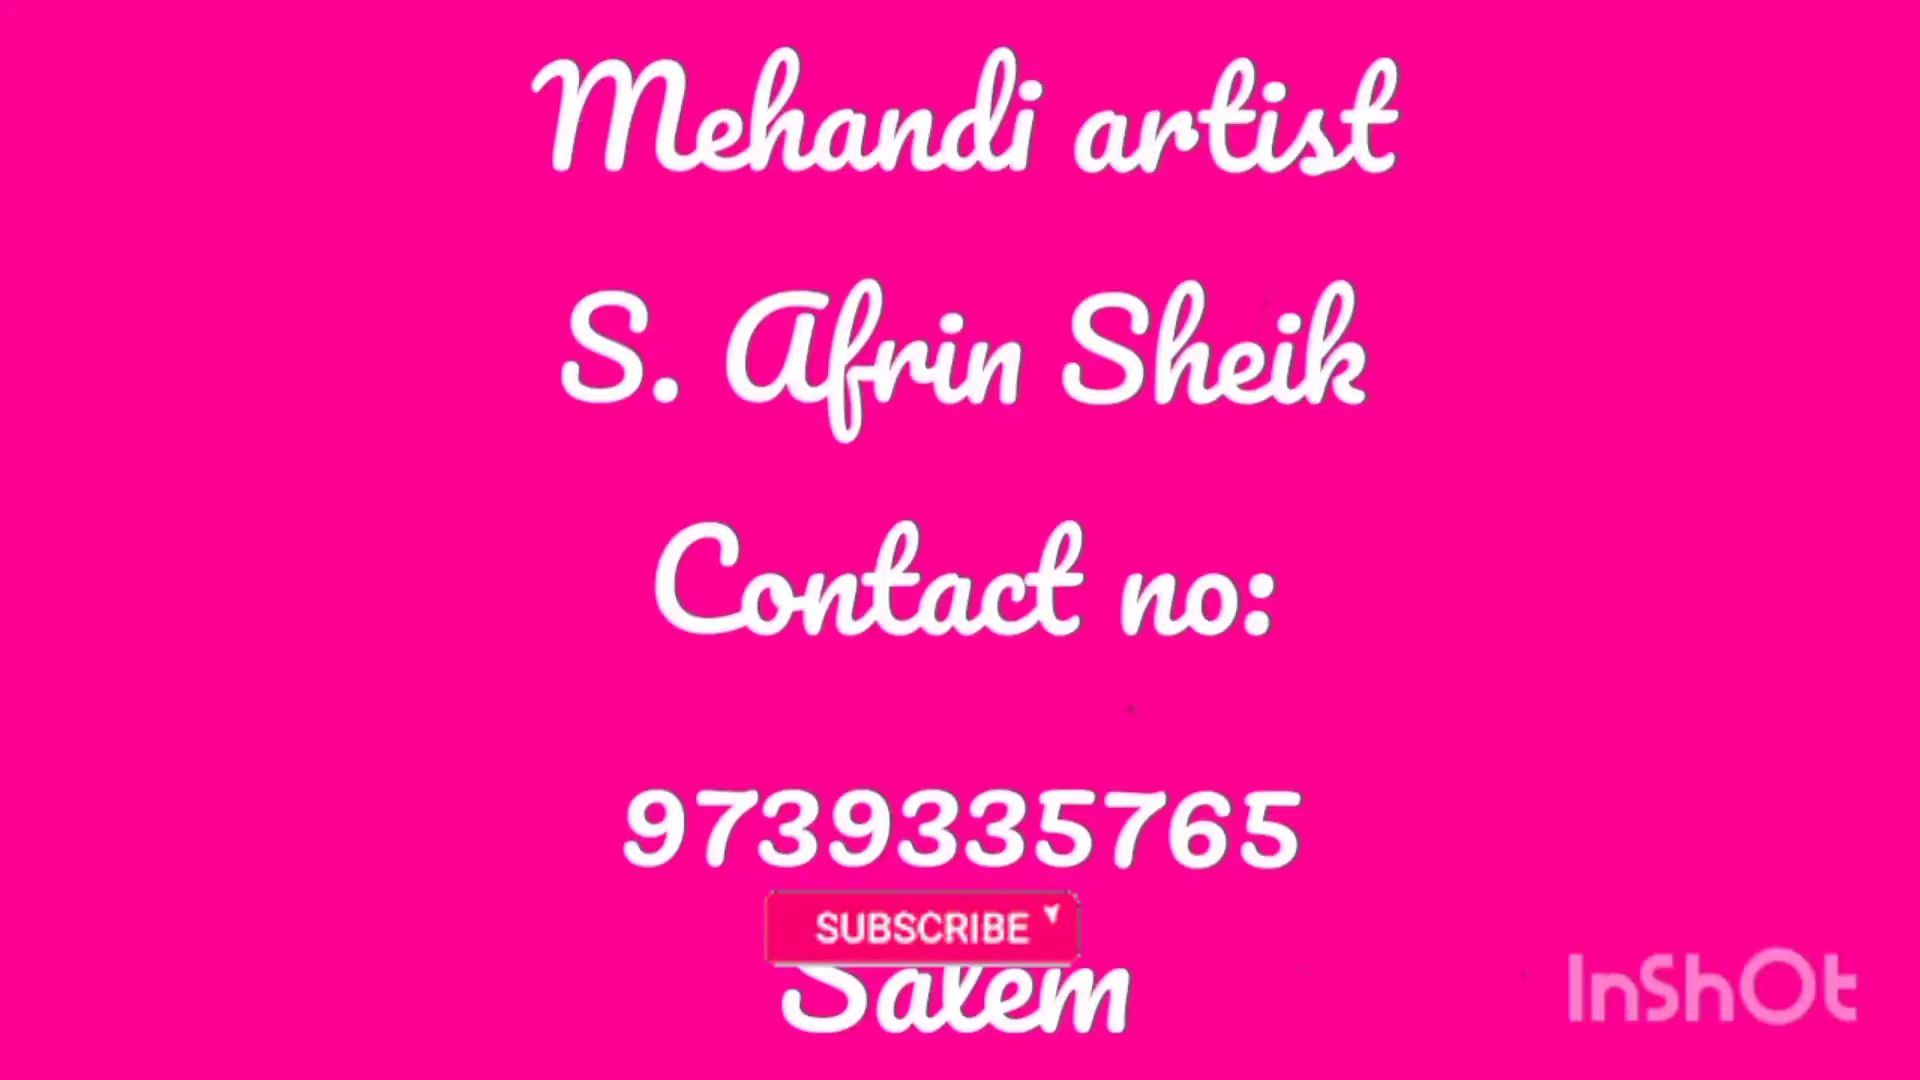 Mehandi artist
S. Afrin Sheik
Contact no:
9739335765
SUBSCRIBE
Salem
InShOt